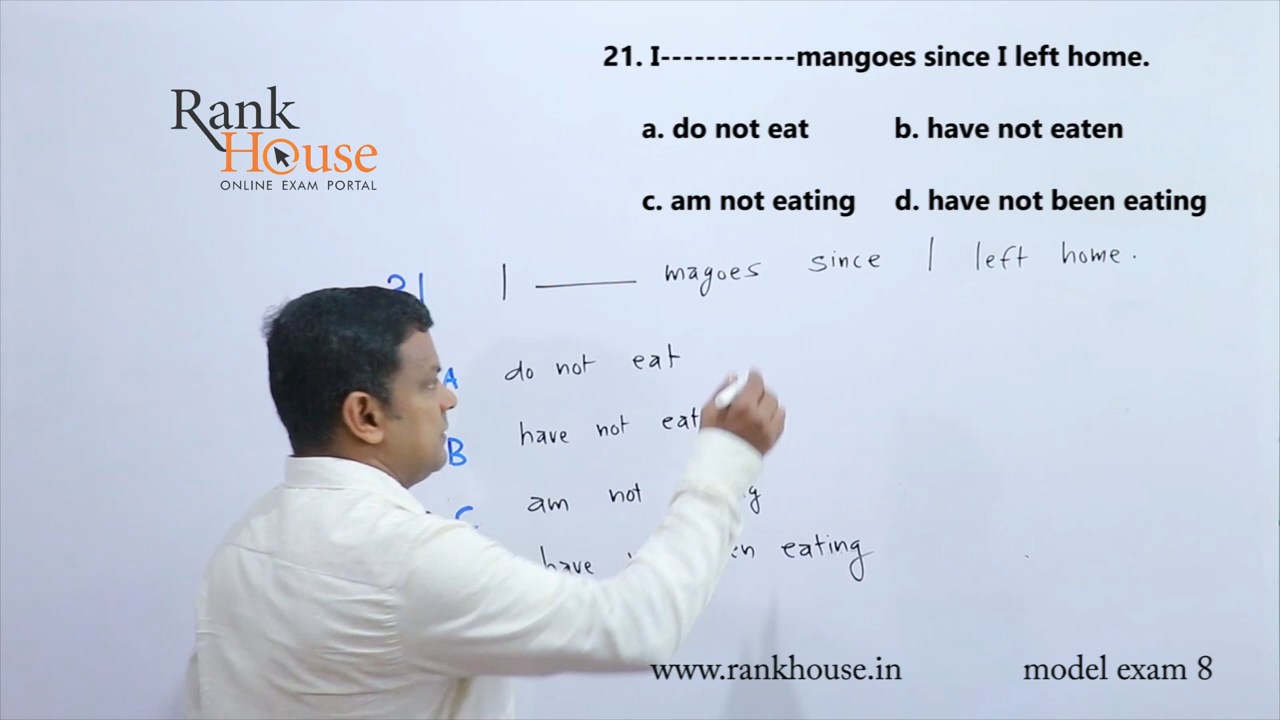 21. I------------mangoes since I left home.
Rank
House
ONLINE EXAM PORTAL
a. do not eat b. have not eaten
c. am not eating d. have not been eating
21 I ______ magoes since I left home.
A do not eat
B have not eat
C am not
have eating
www.rankhouse.in model exam 8